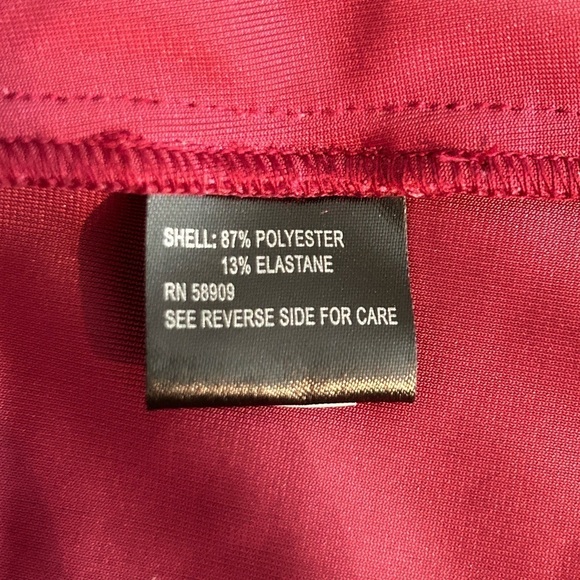 SHELL: 87% POLYESTER
13% ELASTANE
RN 58909
SEE REVERSE SIDE FOR CARE